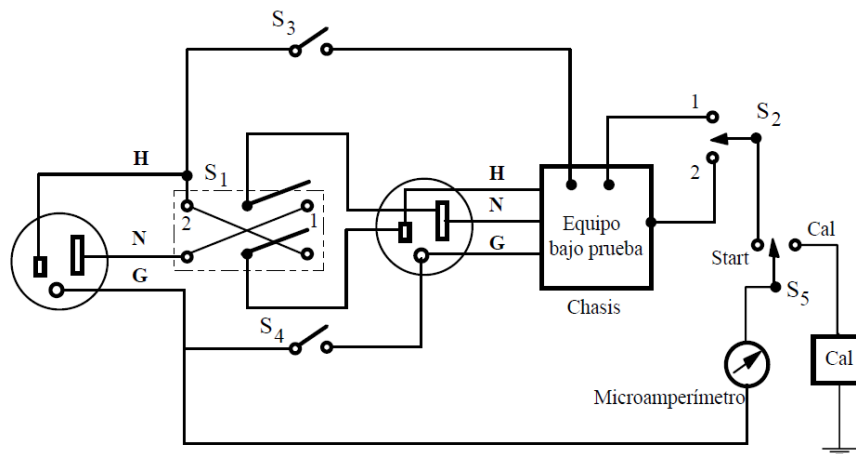 S3
H
S1
2
1
N
G
S4
H
N
G
Equipo
bajo prueba
Chasis
1
S2
2
Start
Cal
S5
Cal
Microamperímetro